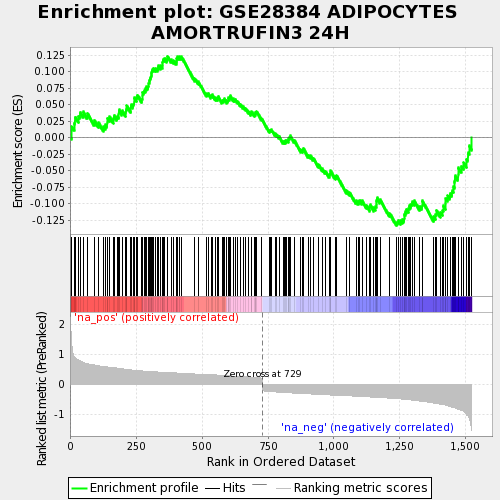 Enrichment plot: GSE28384 ADIPOCYTES
AMORTRUFIN3 24H
Enrichment score (ES)
0.125
0.100
0.075
0.050
0.025
0.000
-0.025
-0.050
-0.075
-0.100
-0.125
'na_pos' (positively correlated)
Ranked list metric (PreRanked)
2
1
0
-1
Zero cross at 729
'na_neg' (negatively correlated)
0
250
500
750
1,000
1,250
1,500
Rank in Ordered Dataset
Enrichment profile
Hits
Ranking metric scores